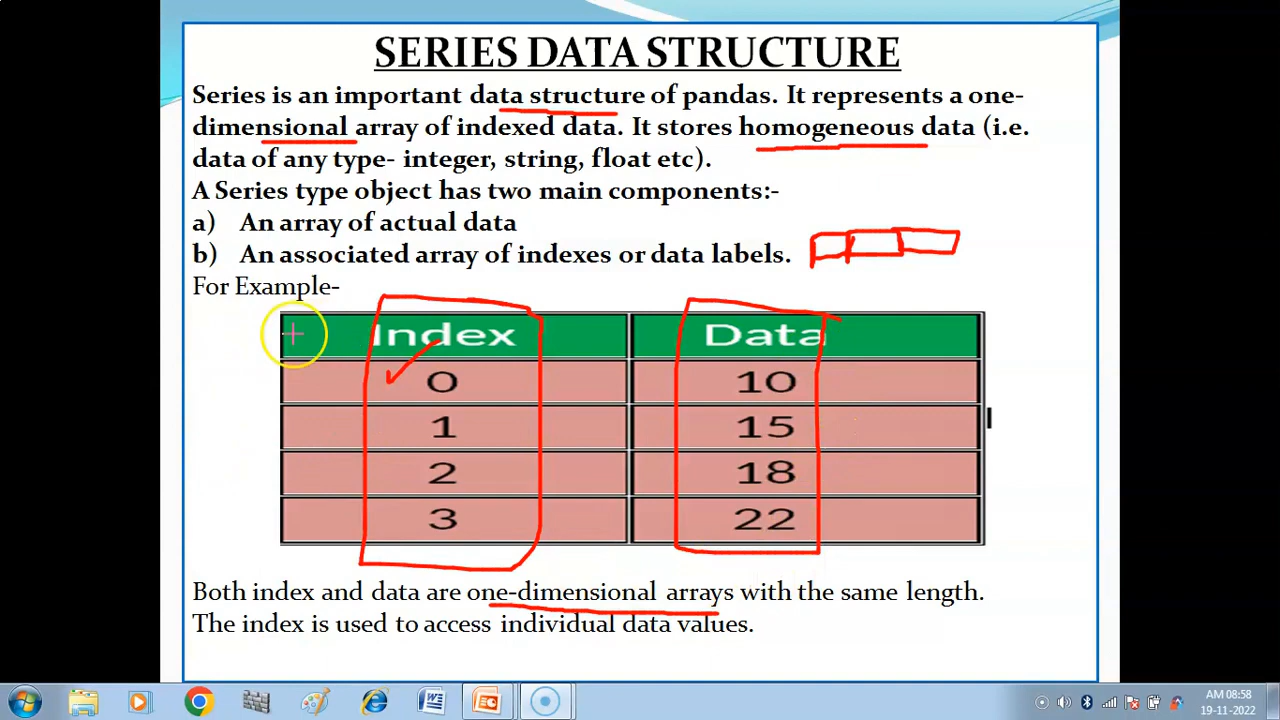 SERIES DATA STRUCTURE
Series is an important data structure of pandas. It represents a one-
dimensional array of indexed data. It stores homogeneous data (i.e.
data of any type- integer, string, float etc).
A Series type object has two main components:-
a) An array of actual data
b) An associated array of indexes or data labels.
For Example-
Index Data
0 10
1 15
2 18
3 22
Both index and data are one-dimensional arrays with the same length.
The index is used to access individual data values.
AM 08:58
19-11-2022